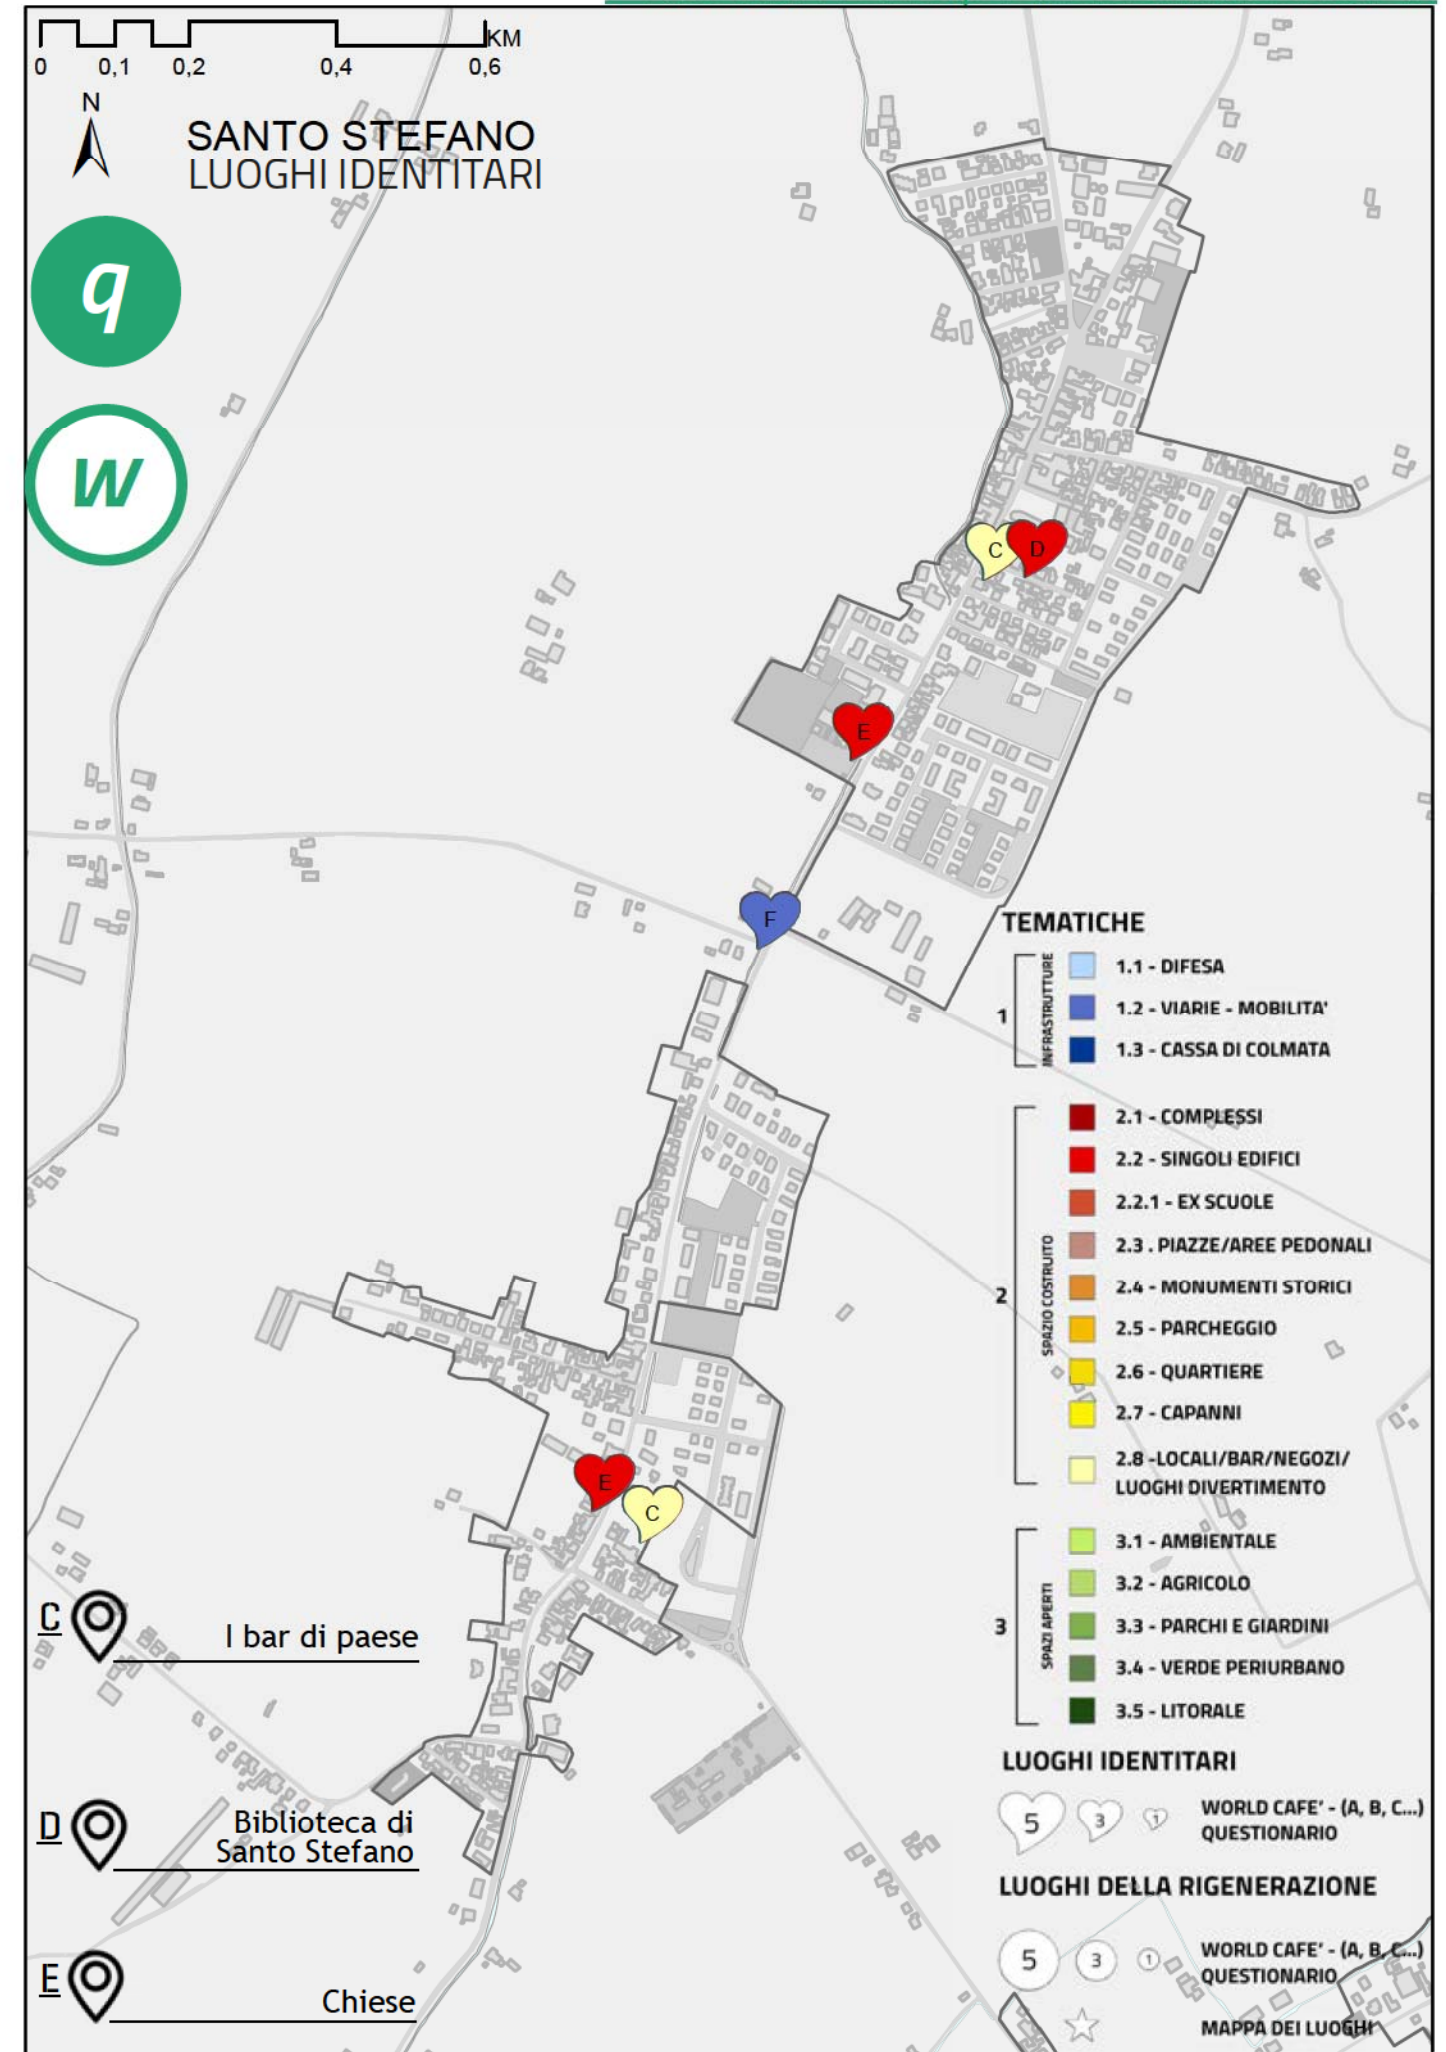 KM
0 0,1 0,2 0,4 0,6
N
SANTO STEFANO
LUOGHI IDENTITARI
q
w
C D
E
F
E
C
TEMATICHE
1
INFRASTRUTTURE
1.1 - DIFESA
1.2 - VIARIE - MOBILITA'
1.3 - CASSA DI COLMATA
2
SPAZIO COSTRUITO
2.1 - COMPLESSI
2.2 - SINGOLI EDIFICI
2.2.1 - EX SCUOLE
2.3 . PIAZZE/AREE PEDONALI
2.4 - MONUMENTI STORICI
2.5 - PARCHEGGIO
2.6 - QUARTIERE
2.7 - CAPANNI
2.8 -LOCALI/BAR/NEGOZI/
LUOGHI DIVERTIMENTO
3
SPAZI APERTI
3.1 - AMBIENTALE
3.2 - AGRICOLO
3.3 - PARCHI E GIARDINI
3.4 - VERDE PERIURBANO
3.5 - LITORALE
LUOGHI IDENTITARI
5 3 1
WORLD CAFE' - (A, B, C...)
QUESTIONARIO
LUOGHI DELLA RIGENERAZIONE
5 3 1
WORLD CAFE' - (A, B, C...)
QUESTIONARIO
MAPPA DEI LUOGHI
C
I bar di paese
D
Biblioteca di
Santo Stefano
E
Chiese